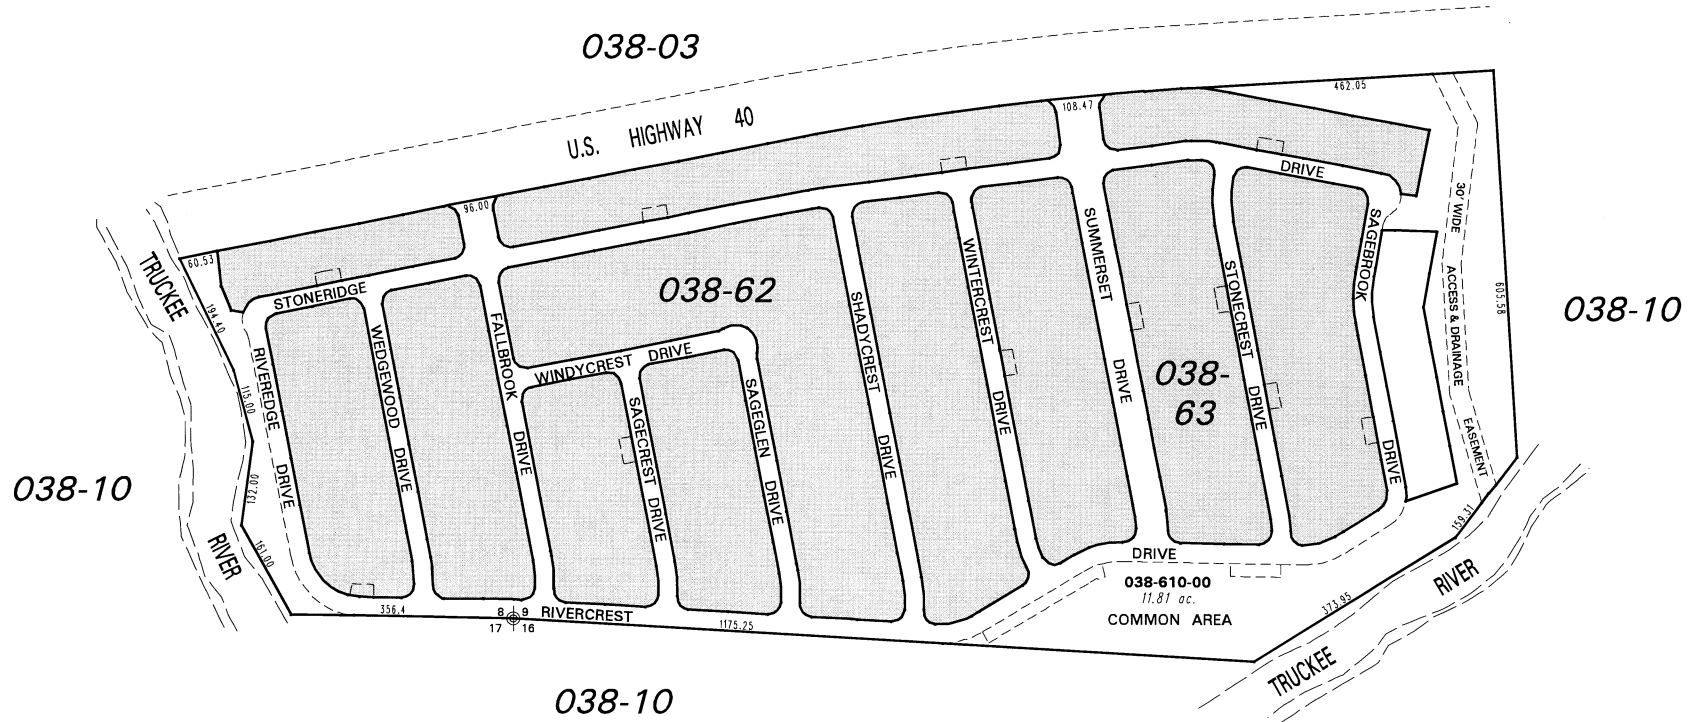 038-03
U.S. HIGHWAY 40
462.05
108.47
96.00
60.53
TRUCKEE
194.40
STONERIDGE
DRIVE
SAGEBROOK
30' WIDE
ACCESS & DRAINAGE
EASEMENT
605.58
038-10
038-62
RIVEREDGE DRIVE
WEDGEWOOD DRIVE
FALLBROOK DRIVE
WINDYCREST DRIVE
SAGECREST DRIVE
SAGEGLEN DRIVE
SHADYCREST DRIVE
WINTERCREST DRIVE
SUMMERSET DRIVE
STONECREST DRIVE
DRIVE
038-
63
115.00
038-10
132.00
161.00
RIVER
159.31
DRIVE
038-610-00
11.81 ac.
COMMON AREA
RIVER
373.95
356.4
8 9
17 16
RIVERCREST
1175.25
TRUCKEE
038-10